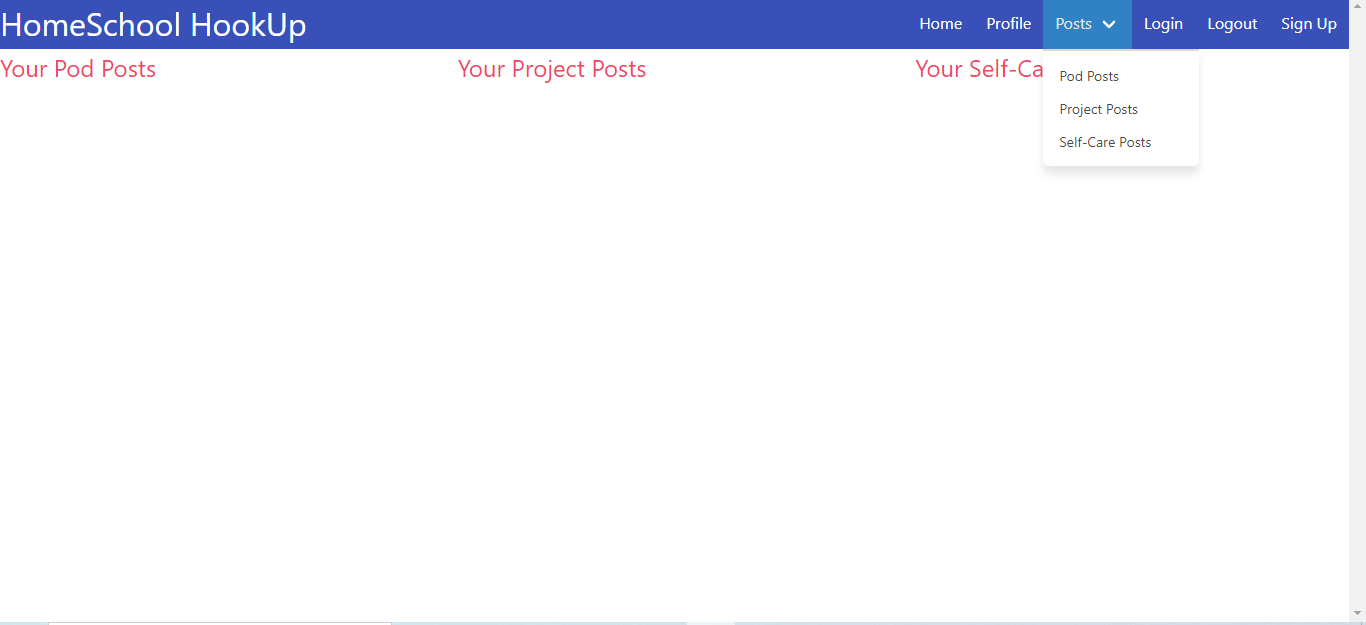 HomeSchool HookUp
Home Profile Posts Login Logout Sign Up
Your Pod Posts
Your Project Posts
Your Self-Ca
Pod Posts
Project Posts
Self-Care Posts